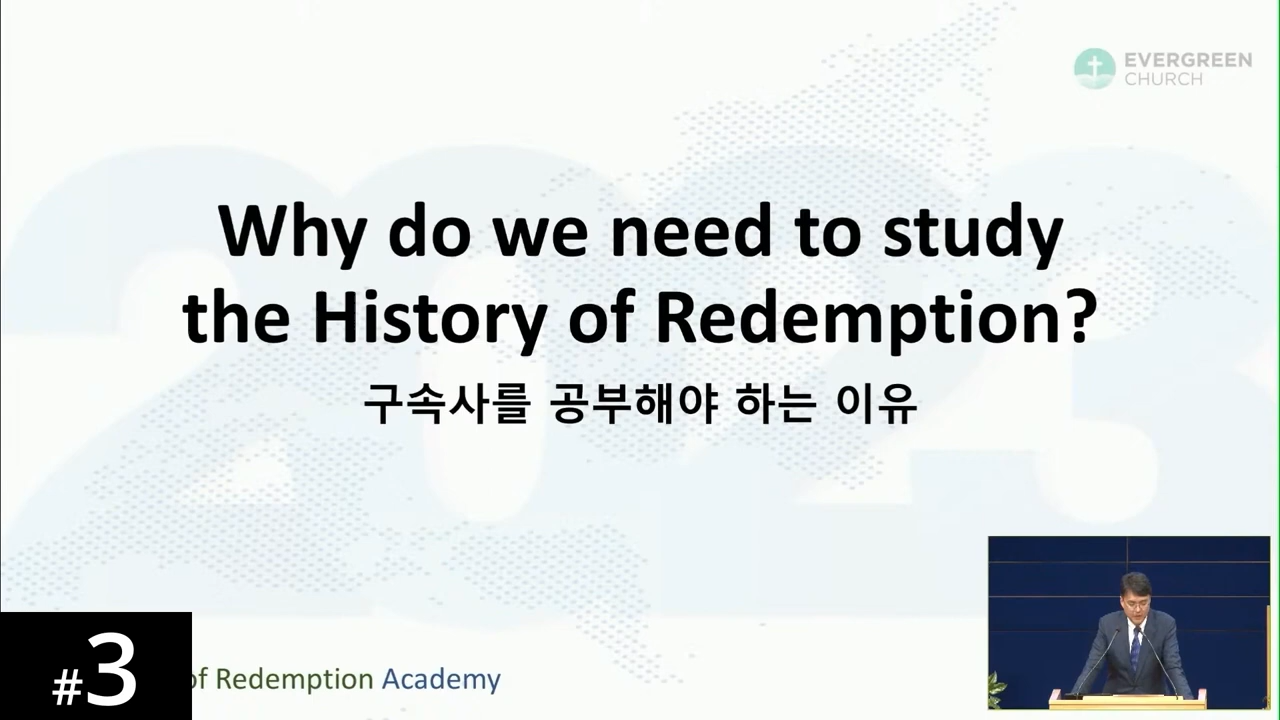 EVERGREEN
CHURCH
Why do we need to study
the History of Redemption?
구속사를 공부해야 하는 이유
#3
of Redemption Academy